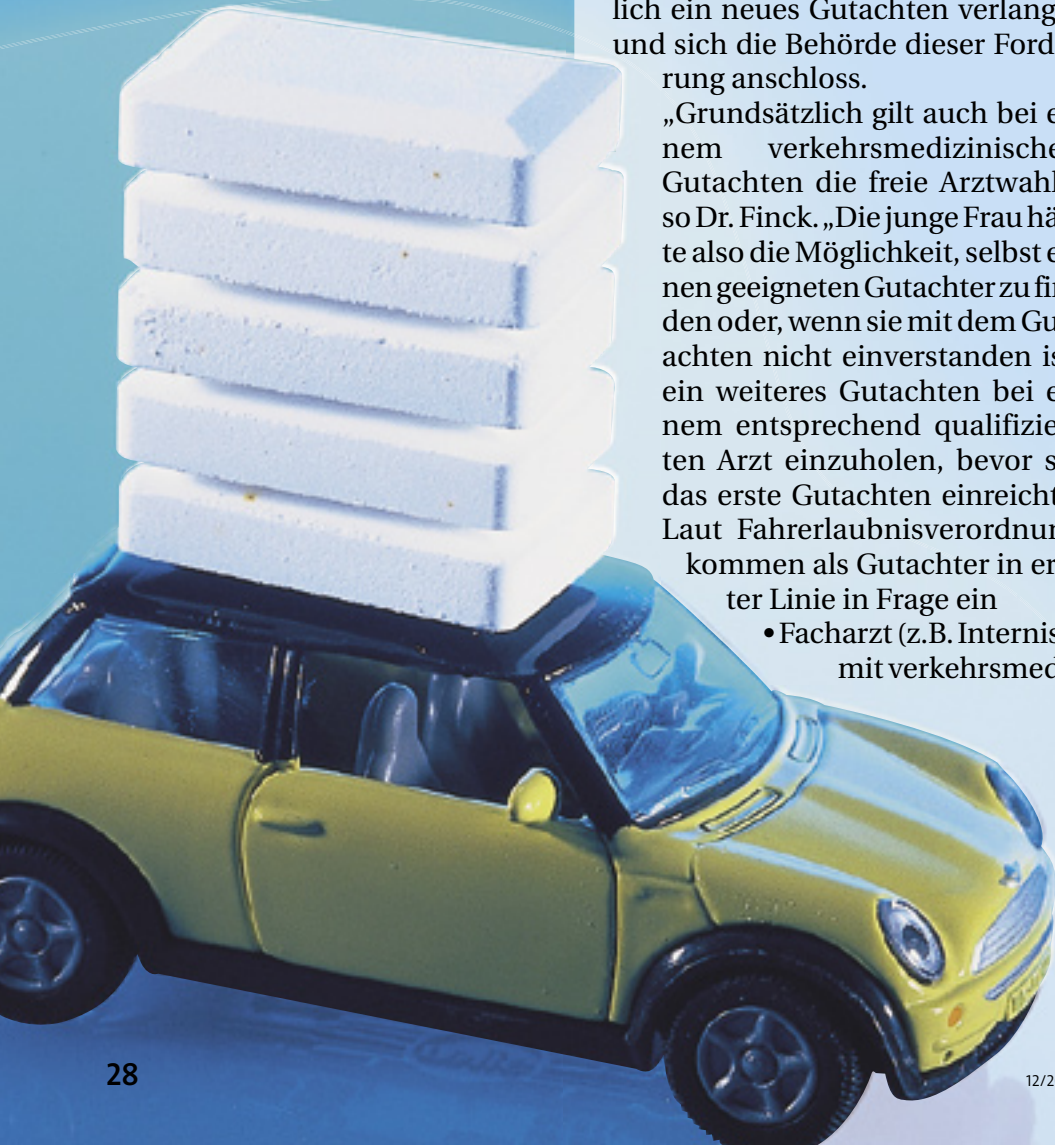 lich ein neues Gutachten verlang
und sich die Behörde dieser Ford
rung anschloss.
„Grundsätzlich gilt auch bei e
nem verkehrsmedizinische
Gutachten die freie Arztwahl
so Dr. Finck. „Die junge Frau hä
te also die Möglichkeit, selbst e
nen geeigneten Gutachter zu fin
den oder, wenn sie mit dem Gu
achten nicht einverstanden is
ein weiteres Gutachten bei e
nem entsprechend qualifizie
ten Arzt einzuholen, bevor s
das erste Gutachten einreicht
Laut Fahrerlaubnisverordnun
kommen als Gutachter in er
ter Linie in Frage ein
• Facharzt (z.B. Internis
mit verkehrsmed
28
12/2